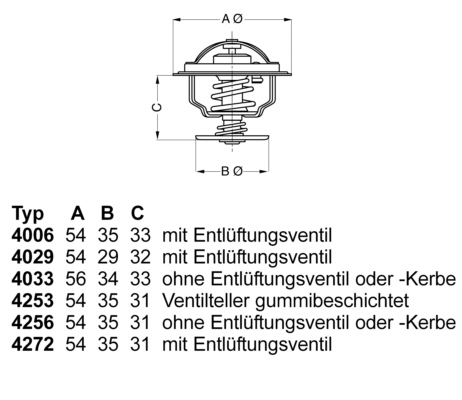 A Ø
C
B Ø
Typ A B C
4006 54 35 33 mit Entlüftungsventil
4029 54 29 32 mit Entlüftungsventil
4033 56 34 33 ohne Entlüftungsventil oder -Kerbe
4253 54 35 31 Ventilteller gummibeschichtet
4256 54 35 31 ohne Entlüftungsventil oder -Kerbe
4272 54 35 31 mit Entlüftungsventil